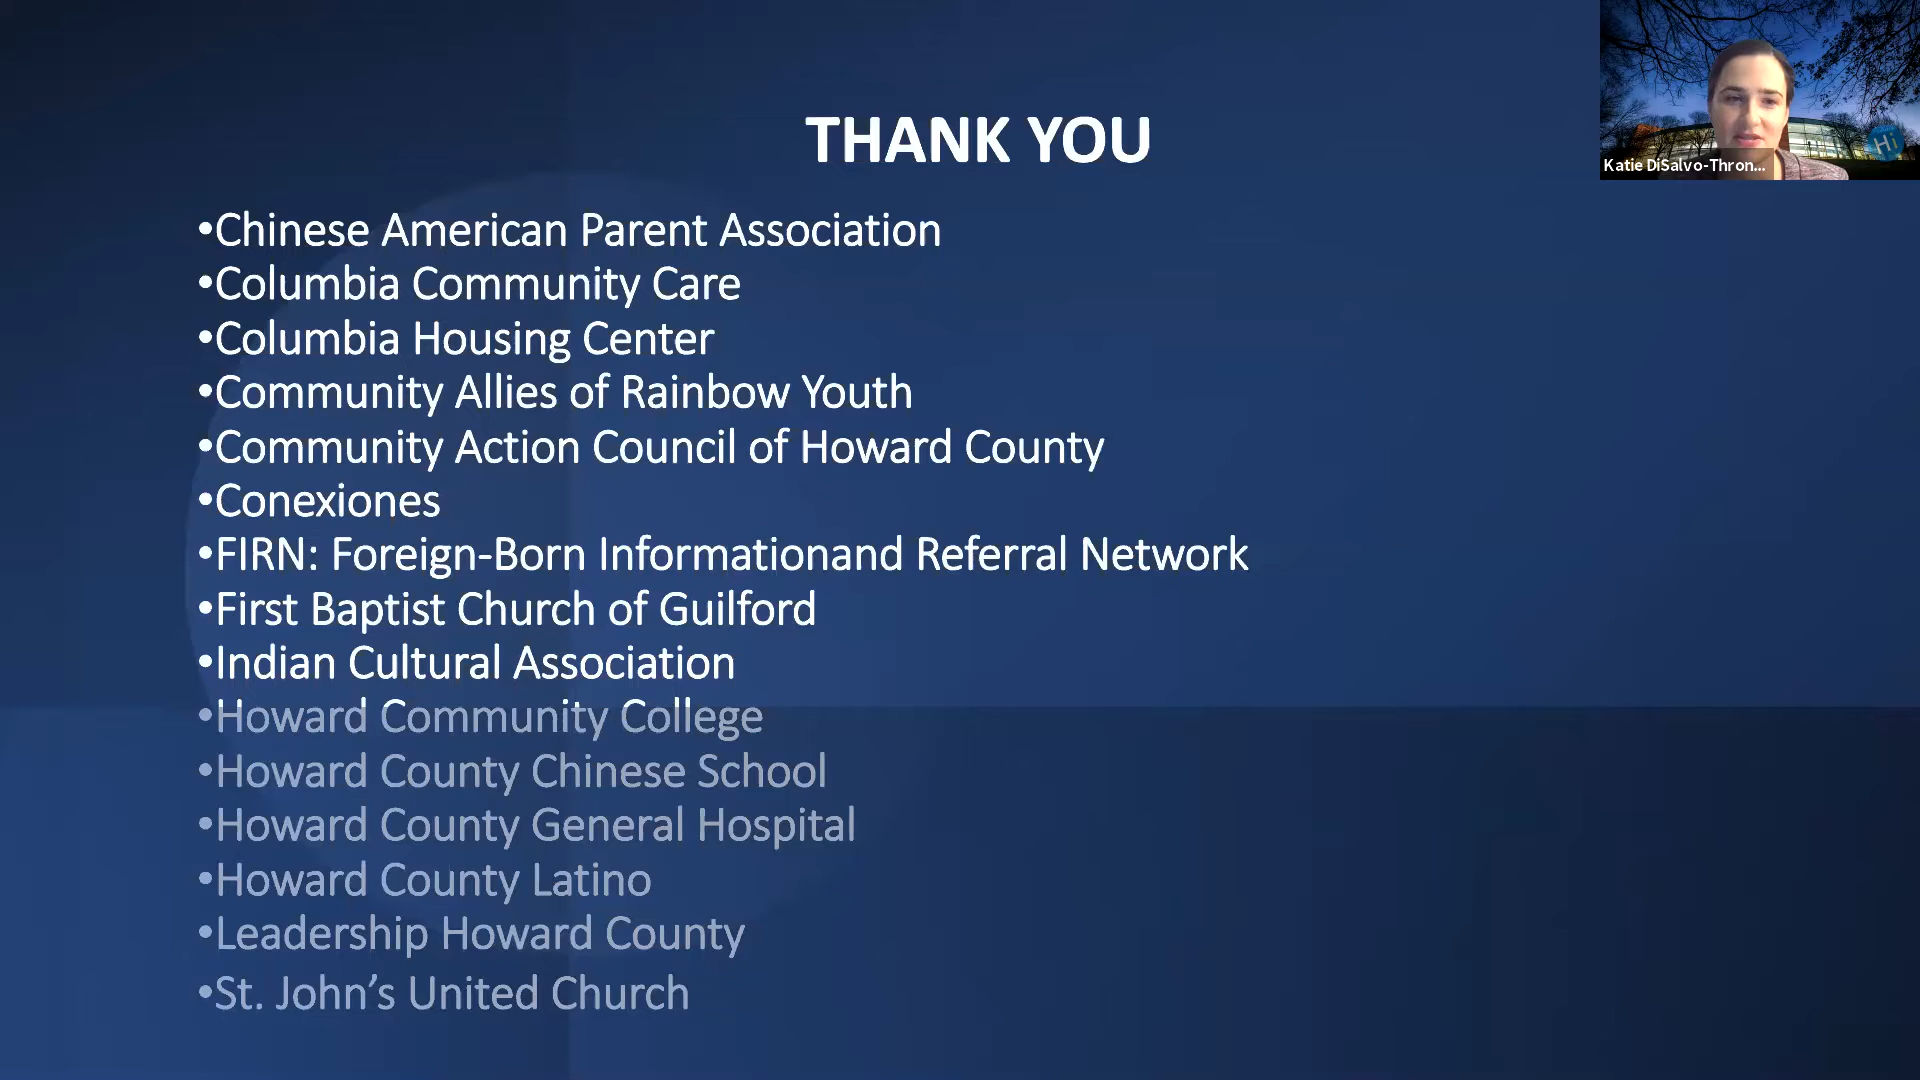 THANK YOU
Hi
Katie DiSalvo-Thron...
•Chinese American Parent Association
•Columbia Community Care
•Columbia Housing Center
•Community Allies of Rainbow Youth
•Community Action Council of Howard County
•Conexiones
•FIRN: Foreign-Born Informationand Referral Network
•First Baptist Church of Guilford
•Indian Cultural Association
•Howard Community College
•Howard County Chinese School
•Howard County General Hospital
•Howard County Latino
•Leadership Howard County
•St. John’s United Church